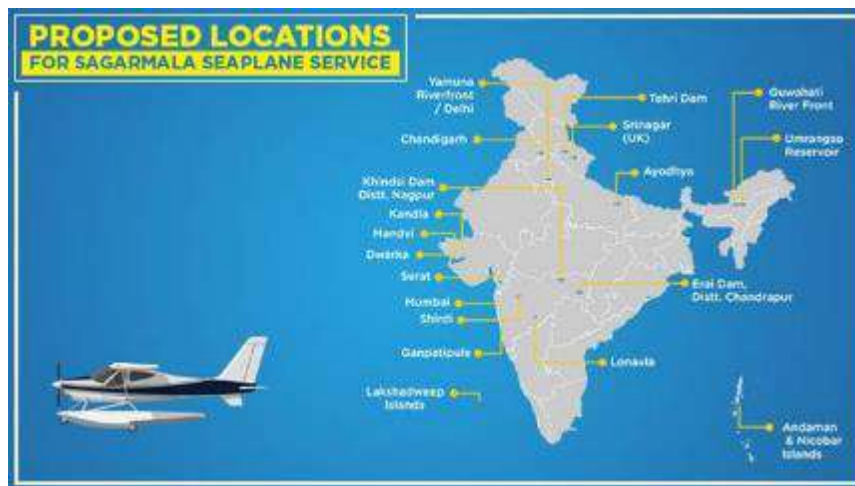 PROPOSED LOCATIONS
FOR SAGARMALA SEAPLANE SERVICE
Yamuna
Riverfront
/ Delhi
Tehri Dam
Guwahati
River Front
Chandigarh
Srinagar
(UK)
Umrangso
Reservoir
Khindsi Dam
Distt. Nagpur
Ayodhya
Kandla
Mandvi
Dwarka
Surat
Erai Dam,
Distt. Chandrapur
Mumbai
Shirdi
Ganpatipule
Lonavla
Lakshadweep
Islands
Andaman
& Nicobar
Islands